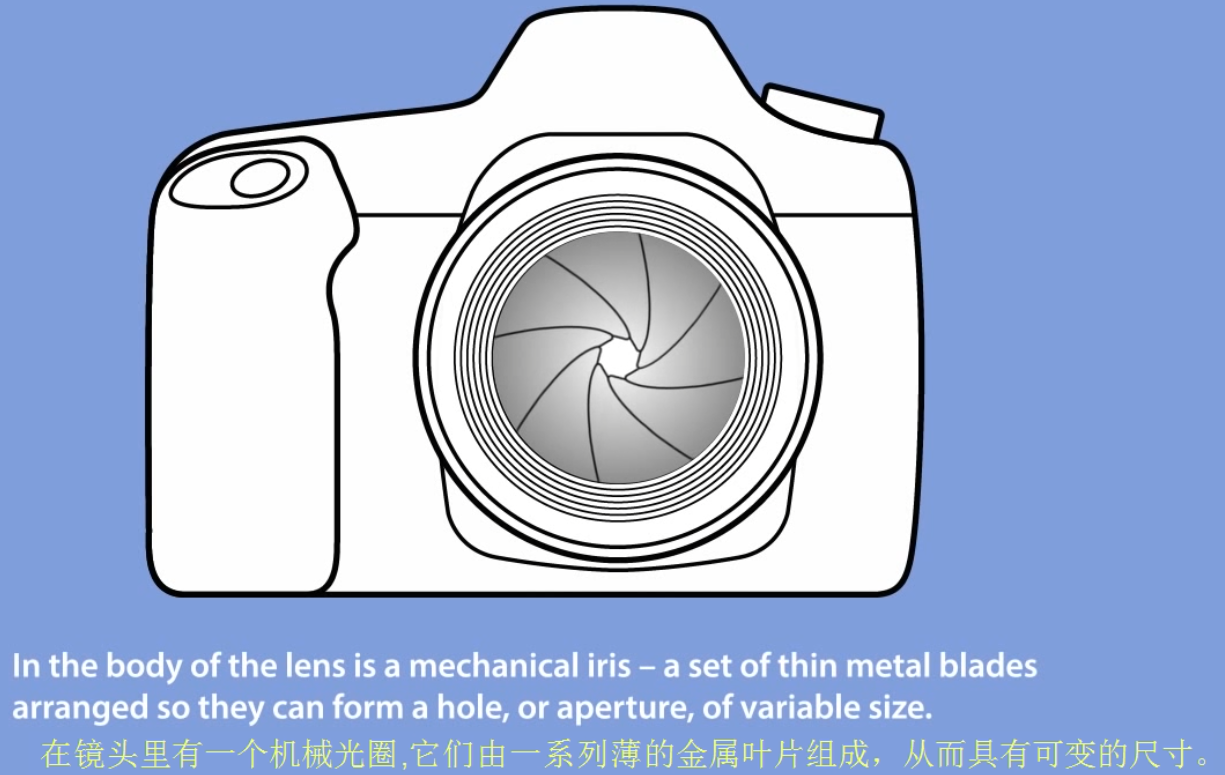 In the body of the lens is a mechanical iris – a set of thin metal blades
arranged so they can form a hole, or aperture, of variable size.
在镜头里有一个机械光圈,它们由一系列薄的金属叶片组成，从而具有可变的尺寸。